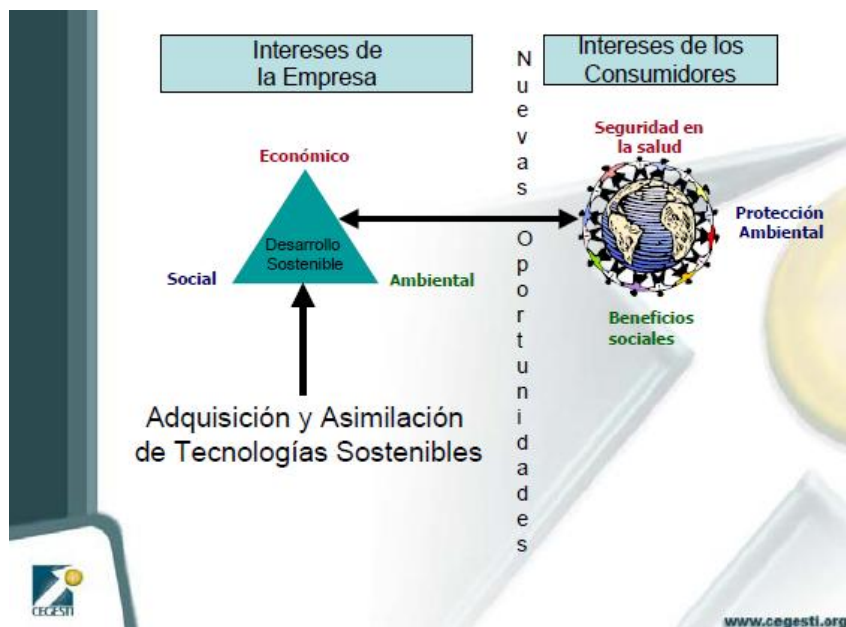 Intereses de
la Empresa
Nuevas Oportunidades
Intereses de los
Consumidores
Económico
Desarrollo
Sostenible
Social
Ambiental
Seguridad en
la salud
Protección
Ambiental
Beneficios
sociales
Adquisición y Asimilación
de Tecnologías Sostenibles
CEGESTI
www.cegesti.org